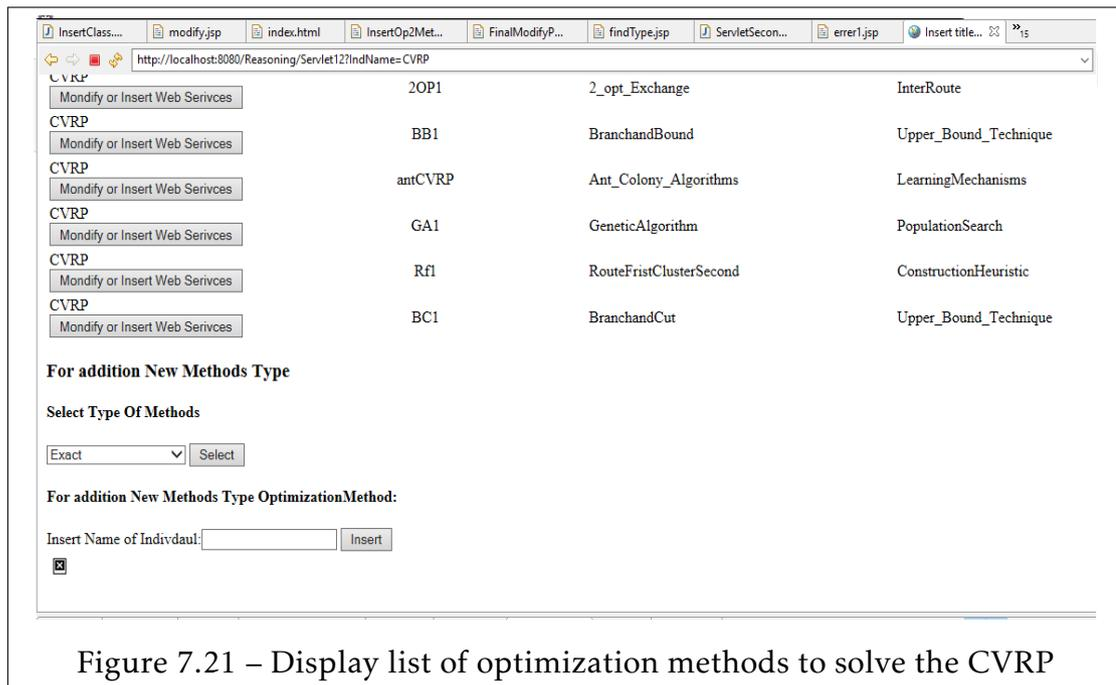 InsertClass....
modify.jsp
index.html
InsertOp2Met...
FinalModifyP...
findType.jsp
ServletSecon...
errer1.jsp
Insert title...
»15
http://localhost:8080/Reasoning/Servlet12?IndName=CVRP
CVRP
Mondify or Insert Web Serivces 2OP1 2_opt_Exchange InterRoute
CVRP
Mondify or Insert Web Serivces BB1 BranchandBound Upper_Bound_Technique
CVRP
Mondify or Insert Web Serivces antCVRP Ant_Colony_Algorithms LearningMechanisms
CVRP
Mondify or Insert Web Serivces GA1 GeneticAlgorithm PopulationSearch
CVRP
Mondify or Insert Web Serivces Rf1 RouteFristClusterSecond ConstructionHeuristic
CVRP
Mondify or Insert Web Serivces BC1 BranchandCut Upper_Bound_Technique
For addition New Methods Type
Select Type Of Methods
Exact Select
For addition New Methods Type OptimizationMethod:
Insert Name of Indivdaul: Insert
Figure 7.21 – Display list of optimization methods to solve the CVRP